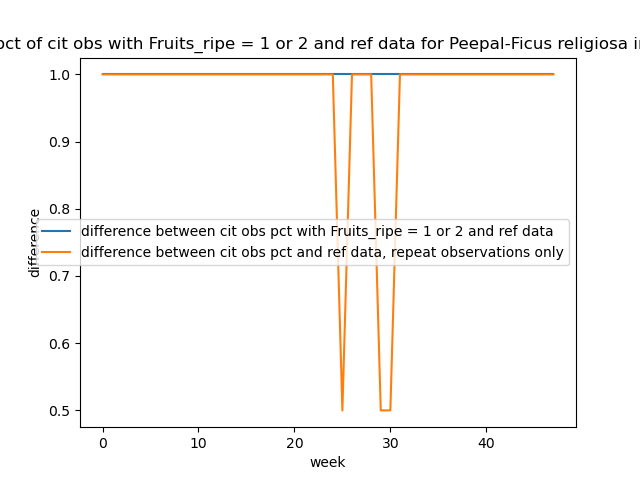 pct of cit obs with Fruits_ripe = 1 or 2 and ref data for Peepal-Ficus religiosa in
1.0
0.9
0.8
0.7
0.6
0.5
difference
difference between cit obs pct with Fruits_ripe = 1 or 2 and ref data
difference between cit obs pct and ref data, repeat observations only
0
10
20
30
40
week